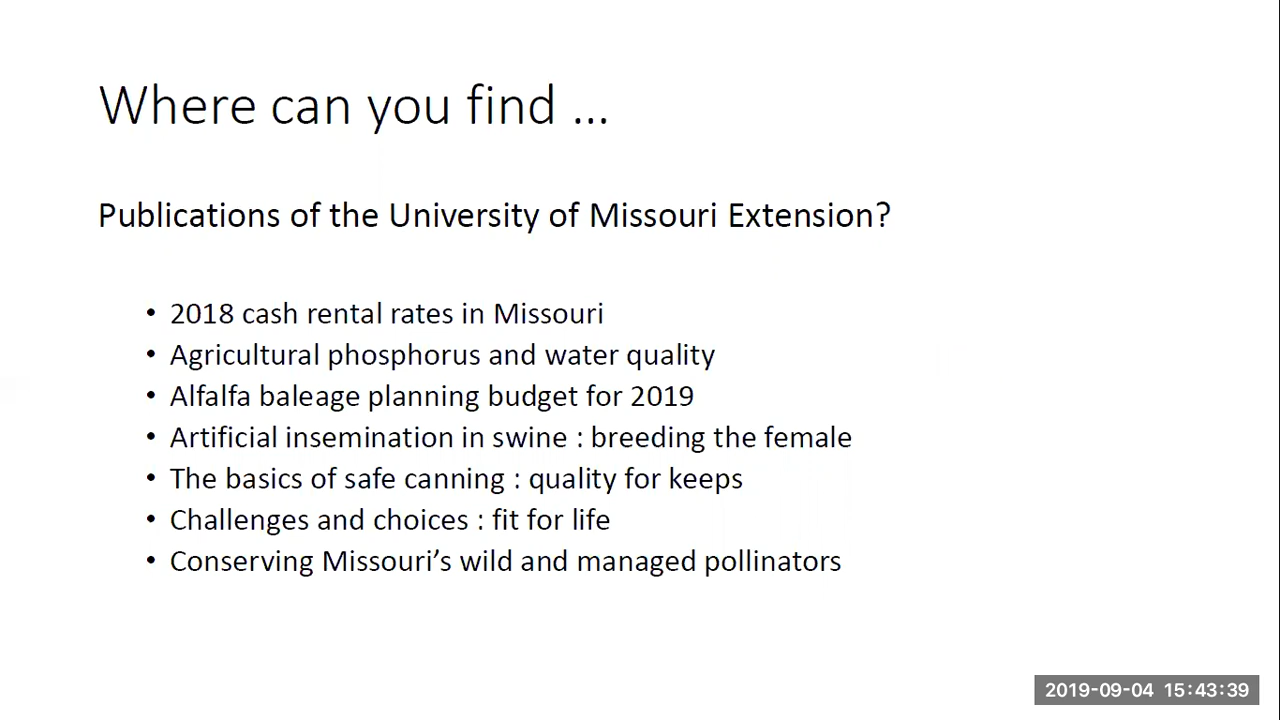 Where can you find ...
Publications of the University of Missouri Extension?
• 2018 cash rental rates in Missouri
• Agricultural phosphorus and water quality
• Alfalfa baleage planning budget for 2019
• Artificial insemination in swine : breeding the female
• The basics of safe canning : quality for keeps
• Challenges and choices : fit for life
• Conserving Missouri’s wild and managed pollinators
2019-09-04 15:43:39